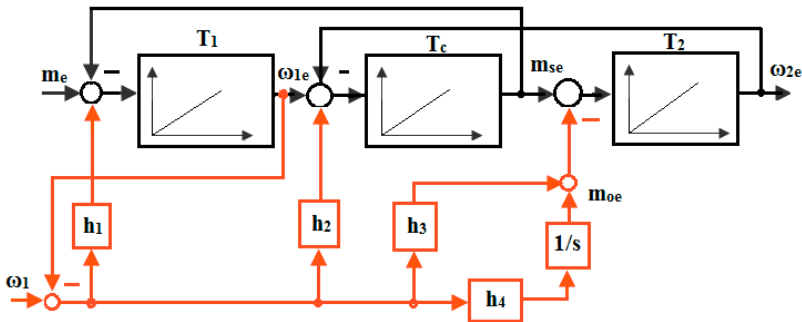 T1 Tc T2
me − ω1e − mse ω2e
−
h1 h2 h3 moe
1/s
ω1 −
h4